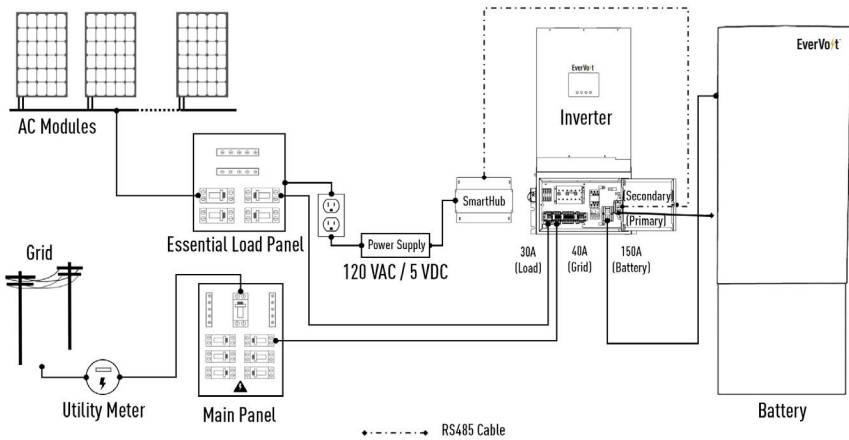 EverVolt
EverVolt
Inverter
AC Modules
SmartHub
(Secondary)
(Primary)
Essential Load Panel
Power Supply
120 VAC / 5 VDC
30A
(Load)
40A
(Grid)
150A
(Battery)
Grid
Utility Meter
Main Panel
Battery
RS485 Cable